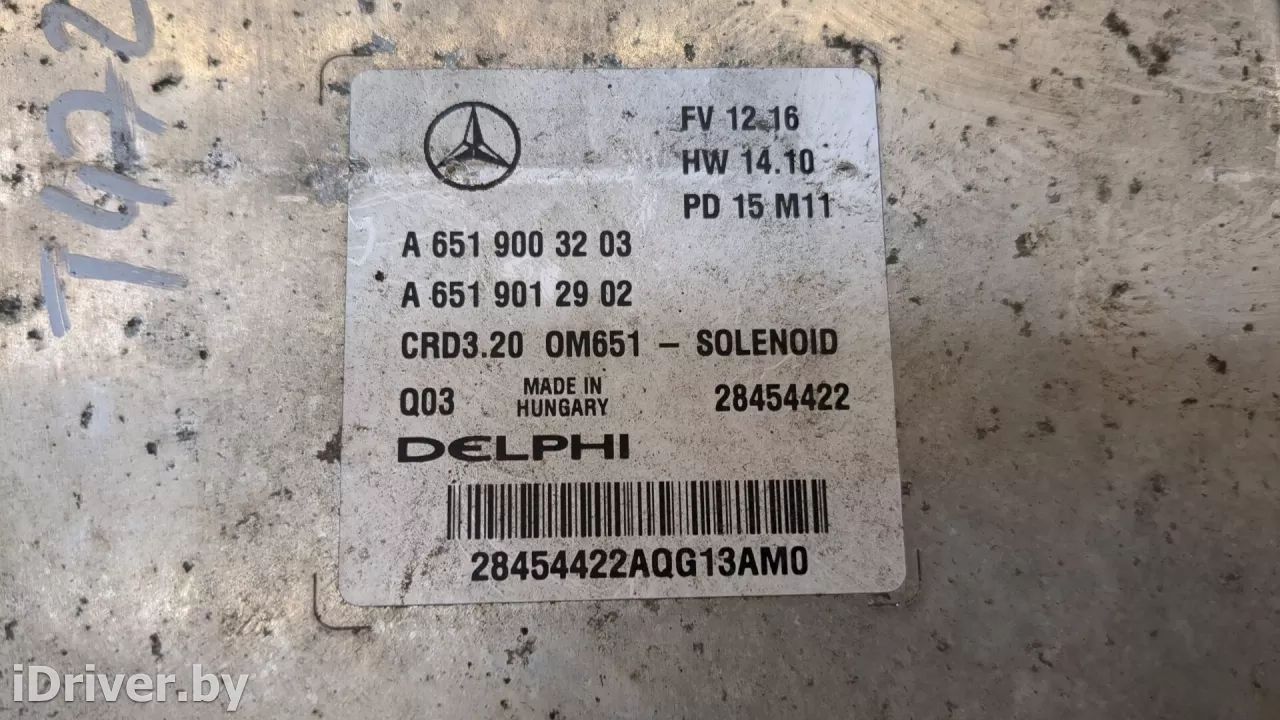 FV 12 16
HW 14.10
PD 15 M11
A 651 900 32 03
A 651 901 29 02
CRD3.20 OM651 – SOLENOID
Q03 MADE IN HUNGARY 28454422
DELPHI
28454422AQG13AM0
iDriver.by